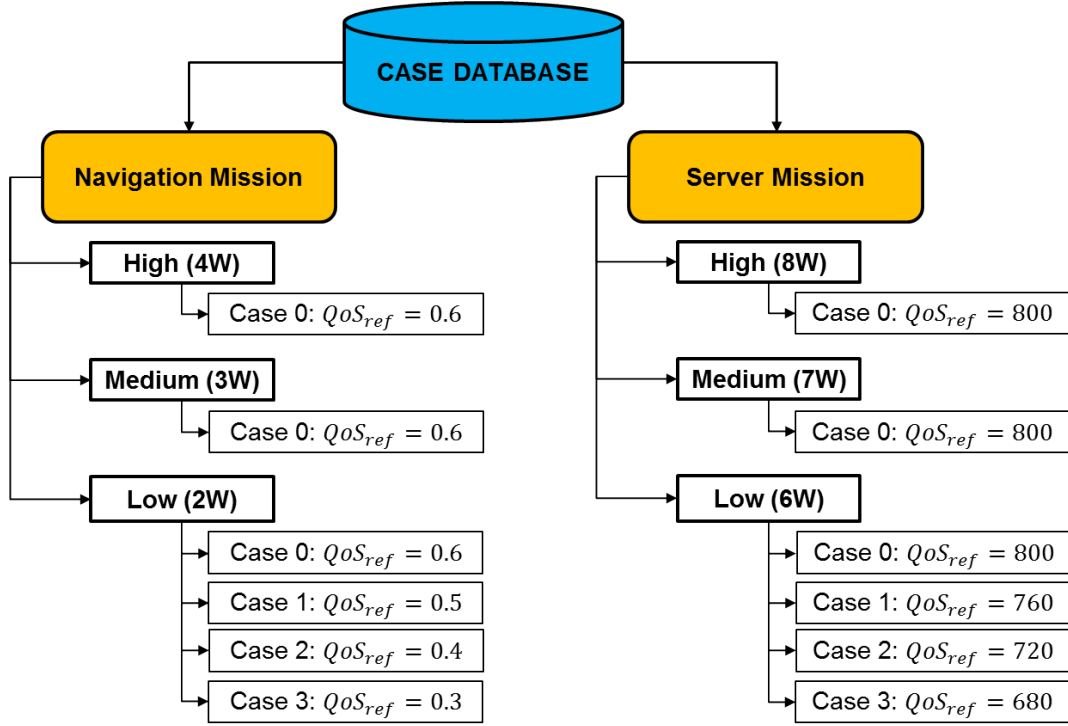 CASE DATABASE
Navigation Mission
High (4W)
Case 0: QoS_ref = 0.6
Medium (3W)
Case 0: QoS_ref = 0.6
Low (2W)
Case 0: QoS_ref = 0.6
Case 1: QoS_ref = 0.5
Case 2: QoS_ref = 0.4
Case 3: QoS_ref = 0.3
Server Mission
High (8W)
Case 0: QoS_ref = 800
Medium (7W)
Case 0: QoS_ref = 800
Low (6W)
Case 0: QoS_ref = 800
Case 1: QoS_ref = 760
Case 2: QoS_ref = 720
Case 3: QoS_ref = 680